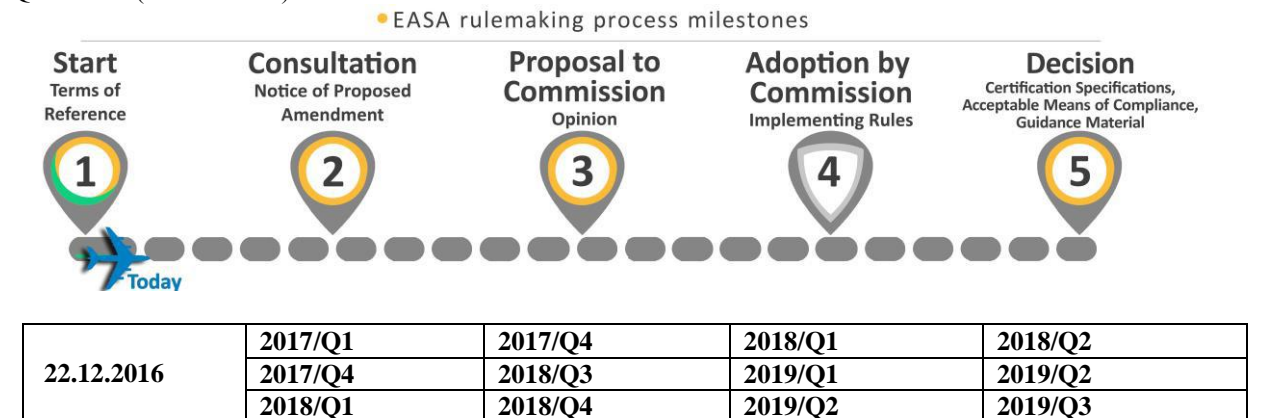 • EASA rulemaking process milestones
Start
Terms of
Reference
Consultation
Notice of Proposed
Amendment
Proposal to
Commission
Opinion
Adoption by
Commission
Implementing Rules
Decision
Certification Specifications,
Acceptable Means of Compliance,
Guidance Material
1 2 3 4 5
Today
22.12.2016
2017/Q1 2017/Q4 2018/Q1 2018/Q2
2017/Q4 2018/Q3 2019/Q1 2019/Q2
2018/Q1 2018/Q4 2019/Q2 2019/Q3